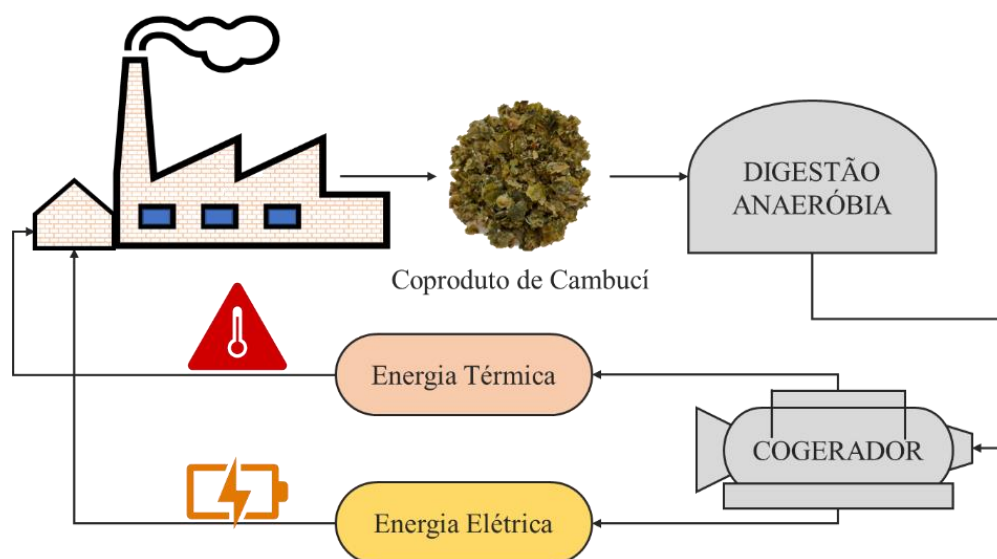 DIGESTÃO
ANAERÓBIA
Coproduto de Cambucí
Energia Térmica
COGERADOR
Energia Elétrica